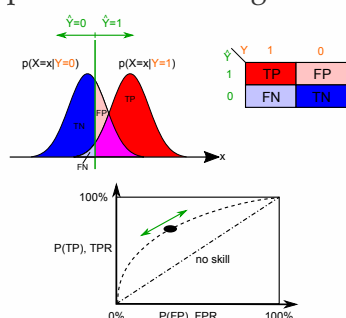 Ŷ=0 Ŷ=1
p(X=x|Y=0) p(X=x|Y=1)
TN FP TP
FN
x
Y 1 0
Ŷ
1 TP FP
0 FN TN
100%
P(TP), TPR
no skill
0% P(FP), FPR 100%